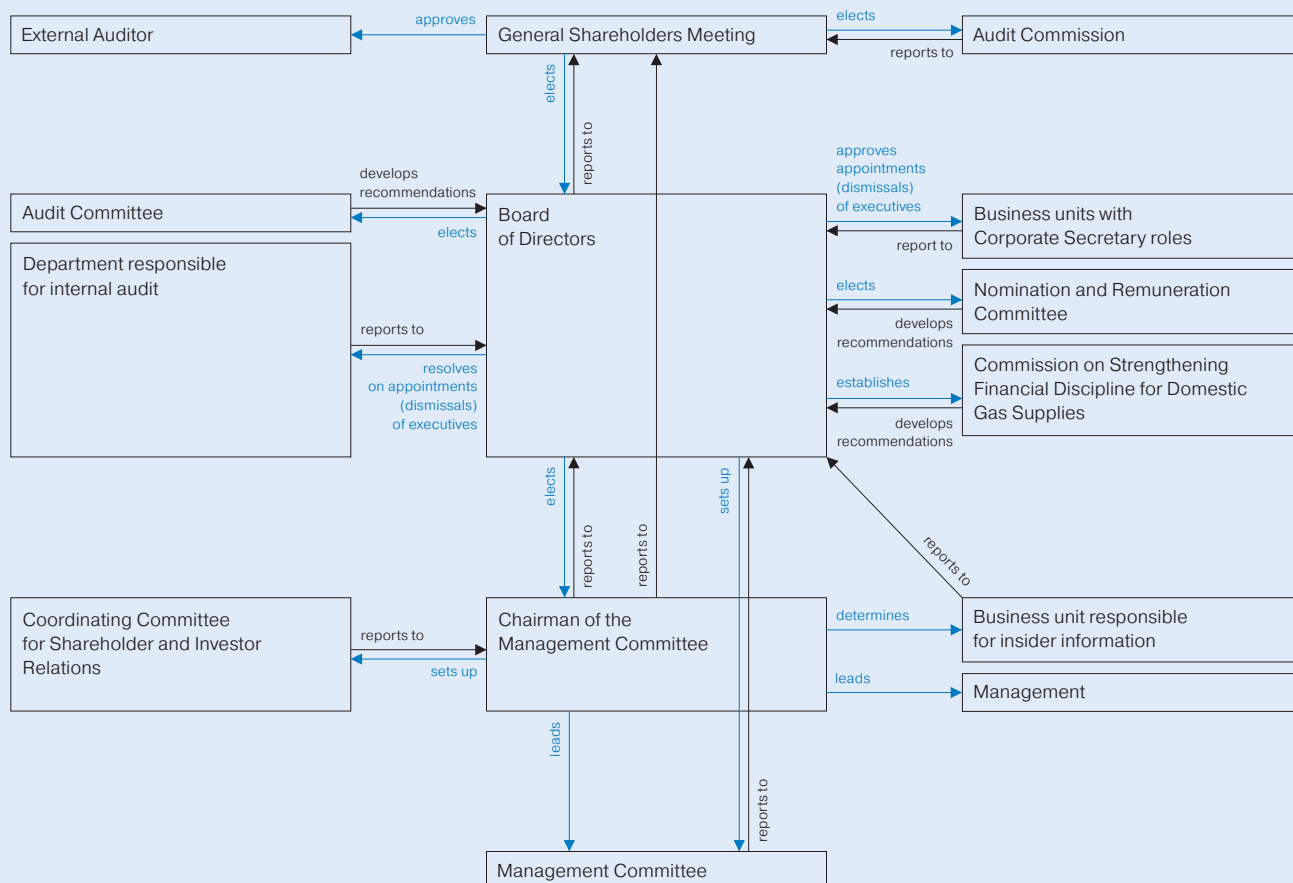 approves
elects
External Auditor
General Shareholders Meeting
Audit Commission
reports to
elects
reports to
develops
recommendations
approves
appointments
(dismissals)
of executives
Audit Committee
elects
Board
of Directors
Business units with
Corporate Secretary roles
report to
Department responsible
for internal audit
elects
Nomination and Remuneration
Committee
develops
recommendations
reports to
resolves
on appointments
(dismissals)
of executives
establishes
Commission on Strengthening
Financial Discipline for Domestic
Gas Supplies
develops
recommendations
elects
sets up
reports to
reports to
reports to
Coordinating Committee
for Shareholder and Investor
Relations
reports to
sets up
Chairman of the
Management Committee
determines
Business unit responsible
for insider information
leads
Management
leads
reports to
Management Committee